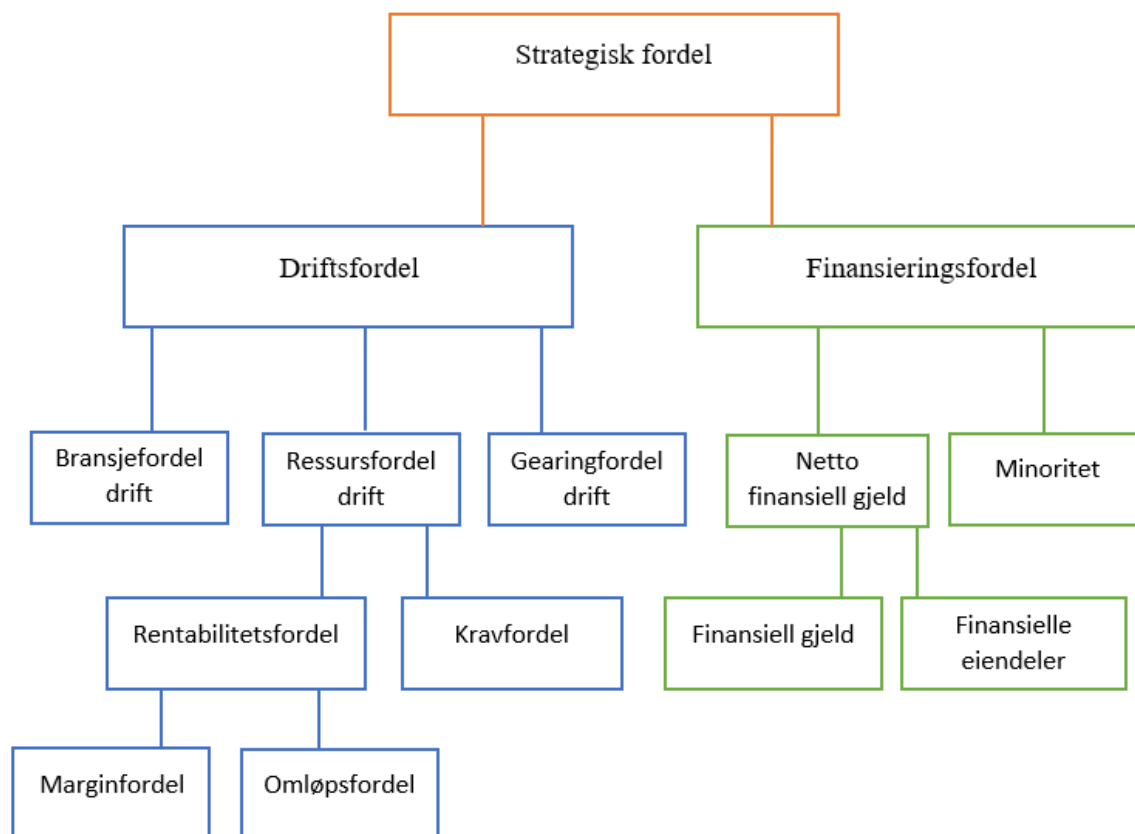 Strategisk fordel
Driftsfordel
Finansieringsfordel
Bransjefordel
drift
Ressursfordel
drift
Gearingfordel
drift
Netto
finansiell gjeld
Minoritet
Rentabilitetsfordel
Kravfordel
Finansiell gjeld
Finansielle
eiendeler
Marginfordel
Omløpsfordel